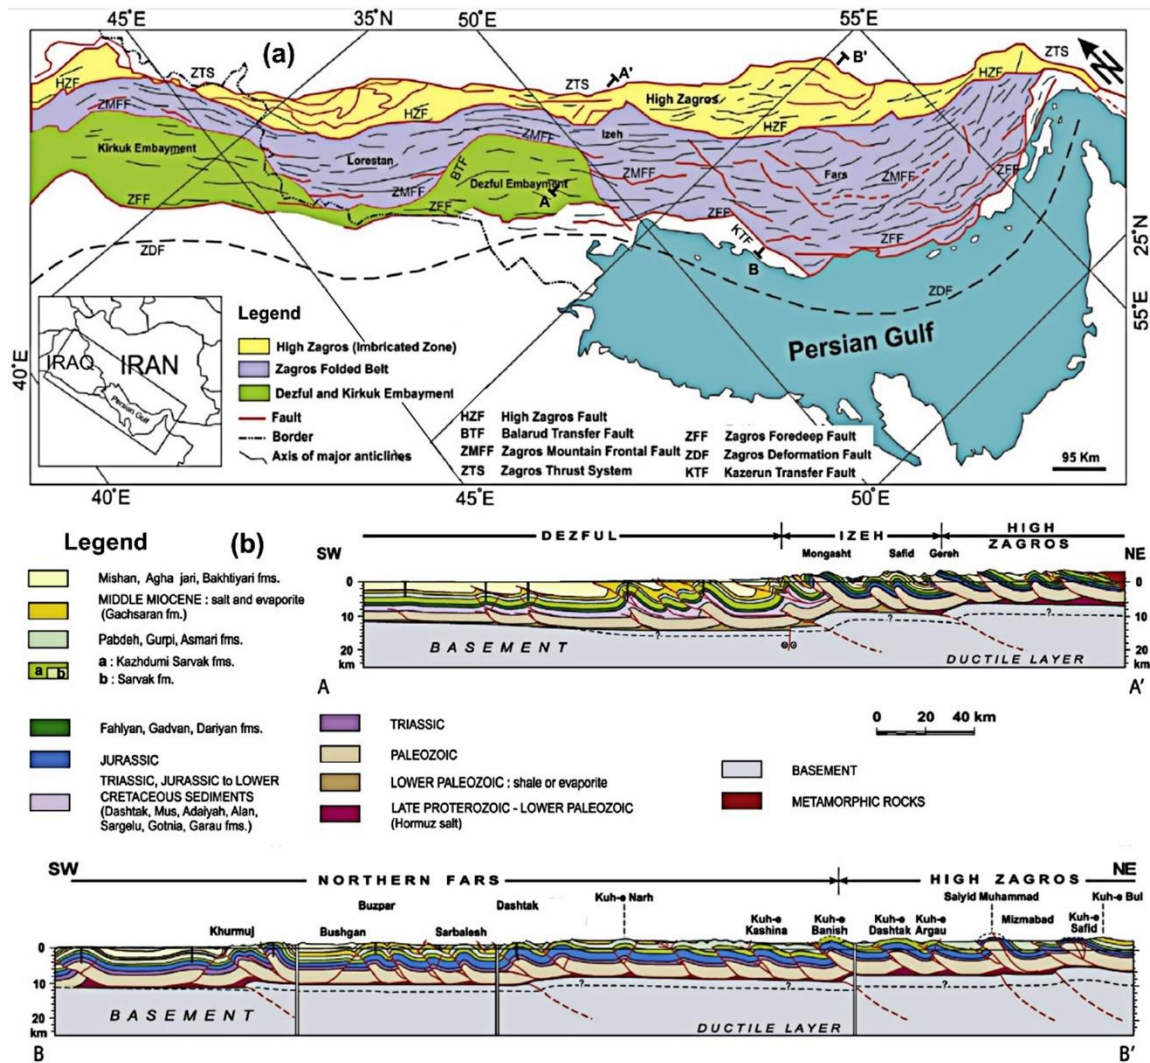 45°E
35°N
50°E
55°E
(a)
ZTS
A'
B'
ZTS
N
HZF
ZTS
HZF
ZMFF
HZF
High Zagros
Izeh
HZF
Kirkuk Embayment
Lorestan
ZMFF
BTF
Dezful Embayment
ZMFF
Fars
ZMFF
A
ZFF
ZMFF
ZFF
ZFF
ZFF
KTF
B
ZFF
ZDF
ZDF
25°N
55°E
40°E
Persian Gulf
IRAQ
IRAN
Persian Gulf
Legend
High Zagros (Imbricated Zone)
Zagros Folded Belt
Dezful and Kirkuk Embayment
Fault
Border
Axis of major anticlines
HZF High Zagros Fault
BTF Balarud Transfer Fault
ZMFF Zagros Mountain Frontal Fault
ZTS Zagros Thrust System
ZFF Zagros Foredeep Fault
ZDF Zagros Deformation Fault
KTF Kazerun Transfer Fault
95 Km
40°E
45°E
50°E
Legend
(b)
Mishan, Agha jari, Bakhtiyari fms.
MIDDLE MIOCENE : salt and evaporite
(Gachsaran fm.)
Pabdeh, Gurpi, Asmari fms.
a b
a : Kazhdumi Sarvak fms.
b : Sarvak fm.
Fahlyan, Gadvan, Dariyan fms.
JURASSIC
TRIASSIC, JURASSIC to LOWER
CRETACEOUS SEDIMENTS
(Dashtak, Mus, Adaiyah, Alan,
Sargelu, Gotnia, Garau fms.)
TRIASSIC
PALEOZOIC
LOWER PALEOZOIC : shale or evaporite
LATE PROTEROZOIC - LOWER PALEOZOIC
(Hormuz salt)
BASEMENT
METAMORPHIC ROCKS
DEZFUL
IZEH
HIGH
ZAGROS
SW
Mongasht
Safid
Gereh
NE
0
10
20
km
?
?
?
BASEMENT
DUCTILE LAYER
0
10
20
km
A
A'
0 20 40 km
SW
NORTHERN FARS
HIGH ZAGROS
NE
Buzpar
Dashtak
Kuh-e Narh
Saiyid Muhammad
Kuh-e Bul
Khurmuj
Bushgan
Sarbalesh
Kuh-e
Kashina
Kuh-e
Banish
Kuh-e
Dashtak
Kuh-e
Argau
Mizmabad
Kuh-e
Safid
0
10
20
km
?
?
?
BASEMENT
DUCTILE LAYER
0
10
20
km
B
B'